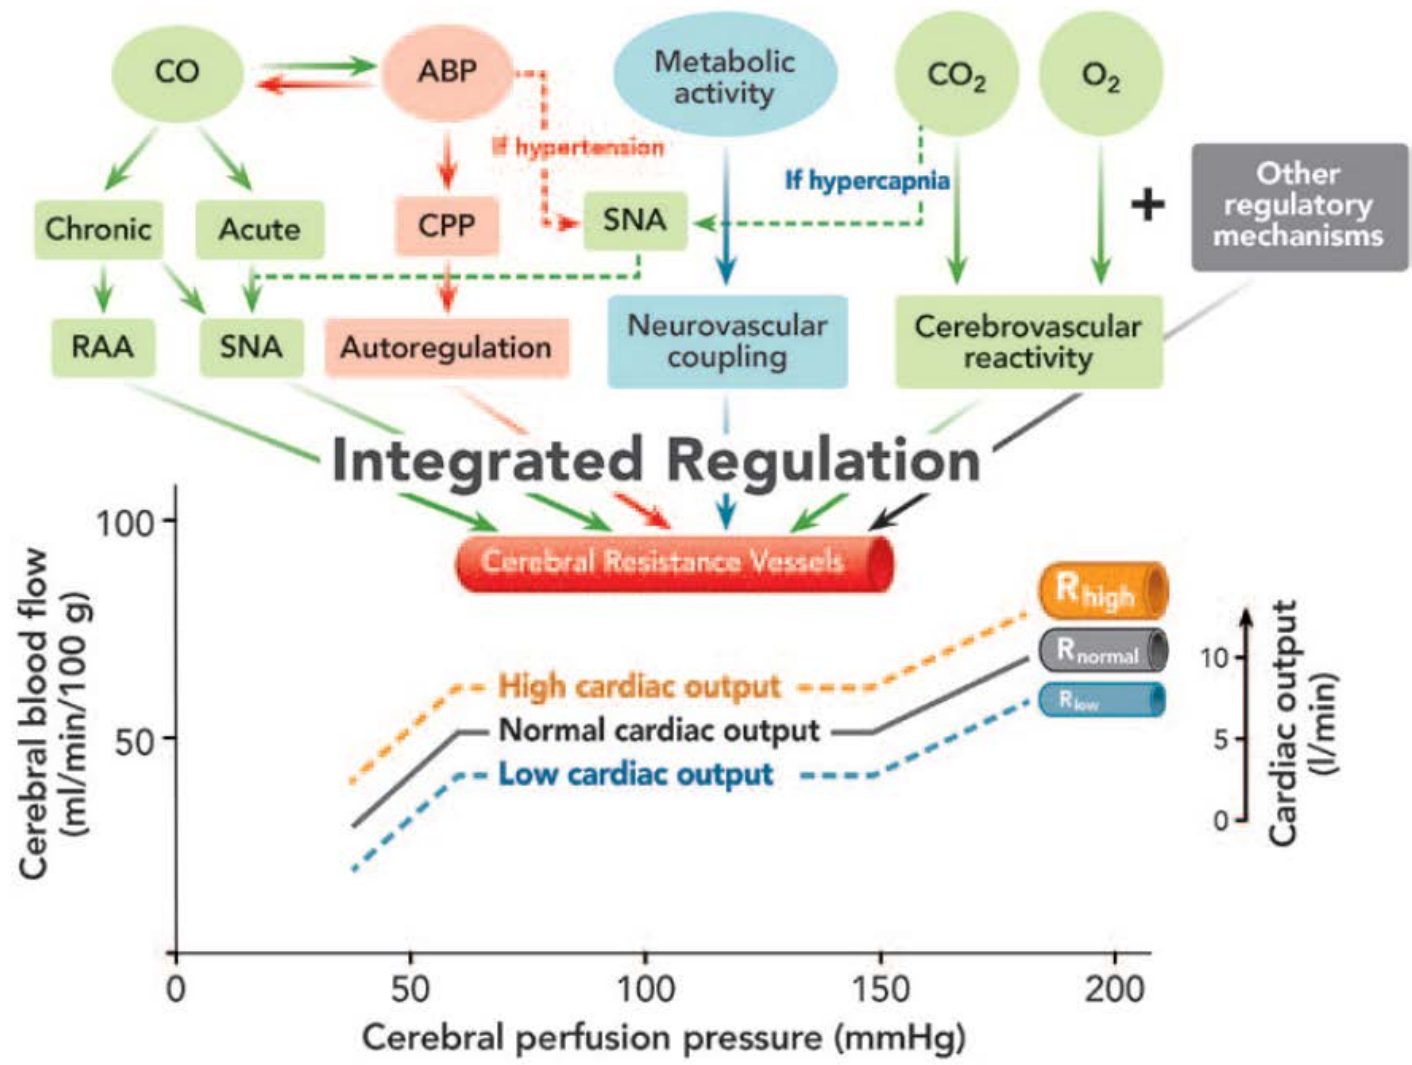 CO
ABP
Metabolic
activity
CO₂
O₂
If hypertension
If hypercapnia
+
Other
regulatory
mechanisms
Chronic
Acute
CPP
SNA
RAA
SNA
Autoregulation
Neurovascular
coupling
Cerebrovascular
reactivity
Integrated Regulation
Cerebral Resistance Vessels
100
50
Cerebral blood flow
(ml/min/100 g)
High cardiac output
Normal cardiac output
Low cardiac output
R high
R normal
R low
10
5
0
Cardiac output
(l/min)
0
50
100
150
200
Cerebral perfusion pressure (mmHg)